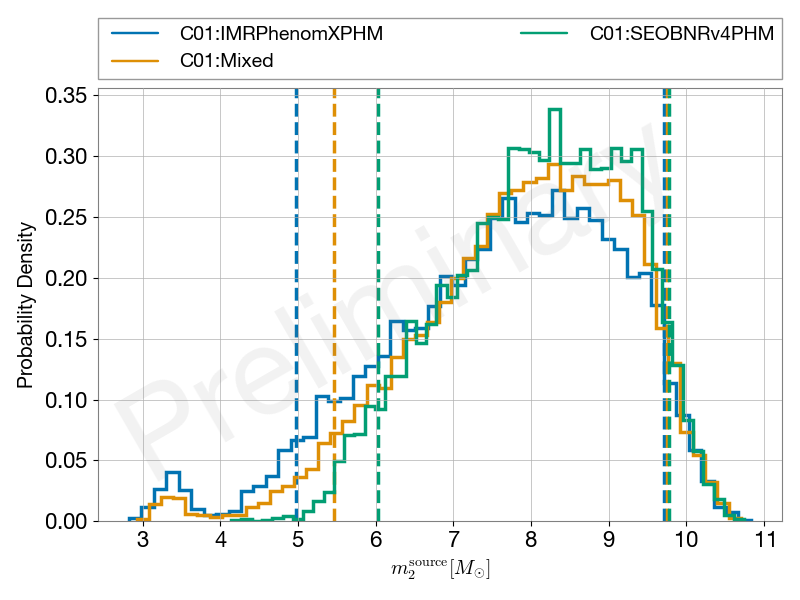 C01:IMRPhenomXPHM
C01:SEOBNRv4PHM
C01:Mixed
0.35
0.30
0.25
0.20
0.15
0.10
0.05
0.00
Probability Density
Preliminary
3 4 5 6 7 8 9 10 11
m₂^source [M⊙]